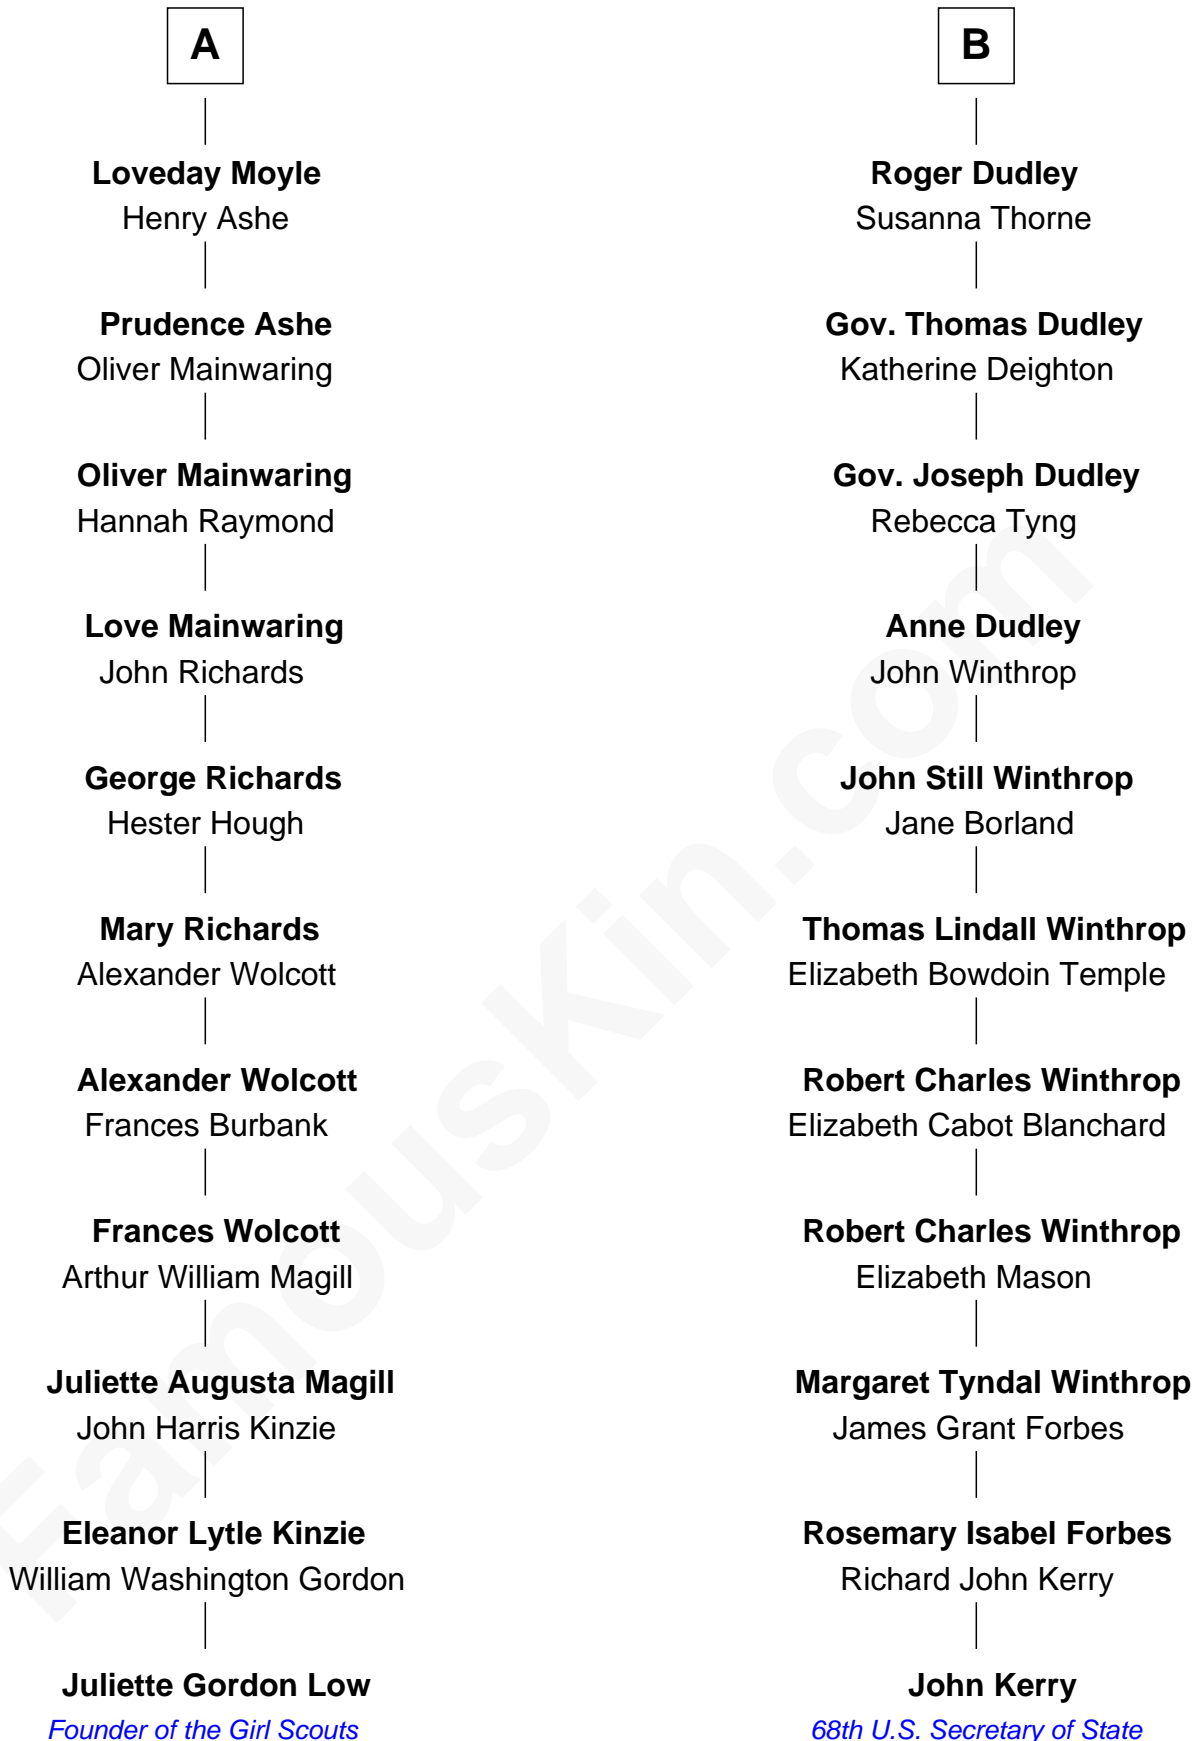 A
B
Loveday Moyle
Henry Ashe
Roger Dudley
Susanna Thorne
Prudence Ashe
Oliver Mainwaring
Gov. Thomas Dudley
Katherine Deighton
Oliver Mainwaring
Hannah Raymond
Gov. Joseph Dudley
Rebecca Tyng
Love Mainwaring
John Richards
Anne Dudley
John Winthrop
George Richards
Hester Hough
John Still Winthrop
Jane Borland
Mary Richards
Alexander Wolcott
Thomas Lindall Winthrop
Elizabeth Bowdoin Temple
Alexander Wolcott
Frances Burbank
Robert Charles Winthrop
Elizabeth Cabot Blanchard
Frances Wolcott
Arthur William Magill
Robert Charles Winthrop
Elizabeth Mason
Juliette Augusta Magill
John Harris Kinzie
Margaret Tyndal Winthrop
James Grant Forbes
Eleanor Lytle Kinzie
William Washington Gordon
Rosemary Isabel Forbes
Richard John Kerry
Juliette Gordon Low
Founder of the Girl Scouts
John Kerry
68th U.S. Secretary of State
FamousKin.com